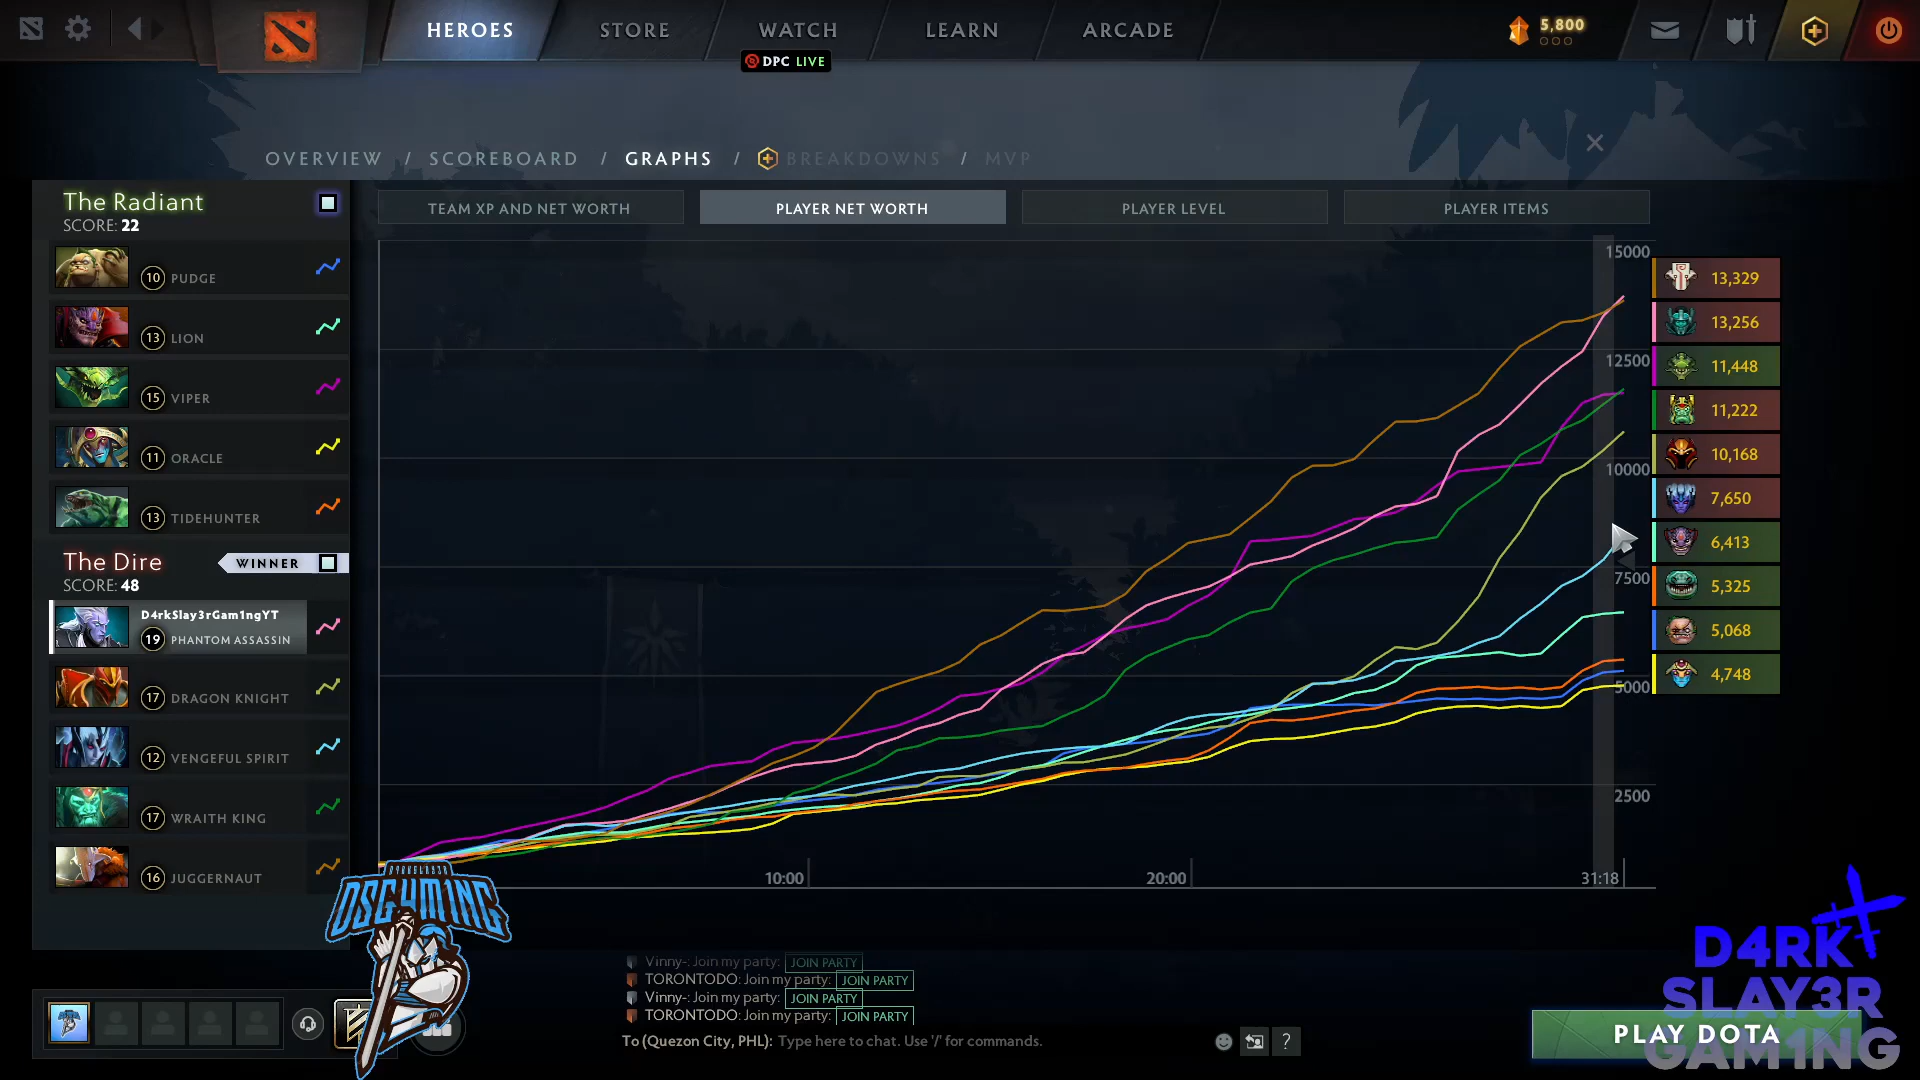 HEROES
STORE
WATCH
LEARN
ARCADE
5,800
DPC LIVE
OVERVIEW / SCOREBOARD / GRAPHS / BREAKDOWNS / MVP
The Radiant
SCORE: 22
TEAM XP AND NET WORTH
PLAYER NET WORTH
PLAYER LEVEL
PLAYER ITEMS
10 PUDGE
13 LION
15 VIPER
11 ORACLE
13 TIDEHUNTER
The Dire
WINNER
SCORE: 48
D4rkSlay3rGam1ngYT
19 PHANTOM ASSASSIN
17 DRAGON KNIGHT
12 VENGEFUL SPIRIT
17 WRAITH KING
16 JUGGERNAUT
15000
12500
10000
7500
5000
2500
10:00
20:00
31:18
13,329
13,256
11,448
11,222
10,168
7,650
6,413
5,325
5,068
4,748
DSG4M1NG
Vinny-: Join my party: JOIN PARTY
TORONTODO: Join my party: JOIN PARTY
Vinny-: Join my party: JOIN PARTY
TORONTODO: Join my party: JOIN PARTY
To (Quezon City, PHL): Type here to chat. Use '/' for commands.
?
D4RK
SLAY3R
GAM1NG
PLAY DOTA